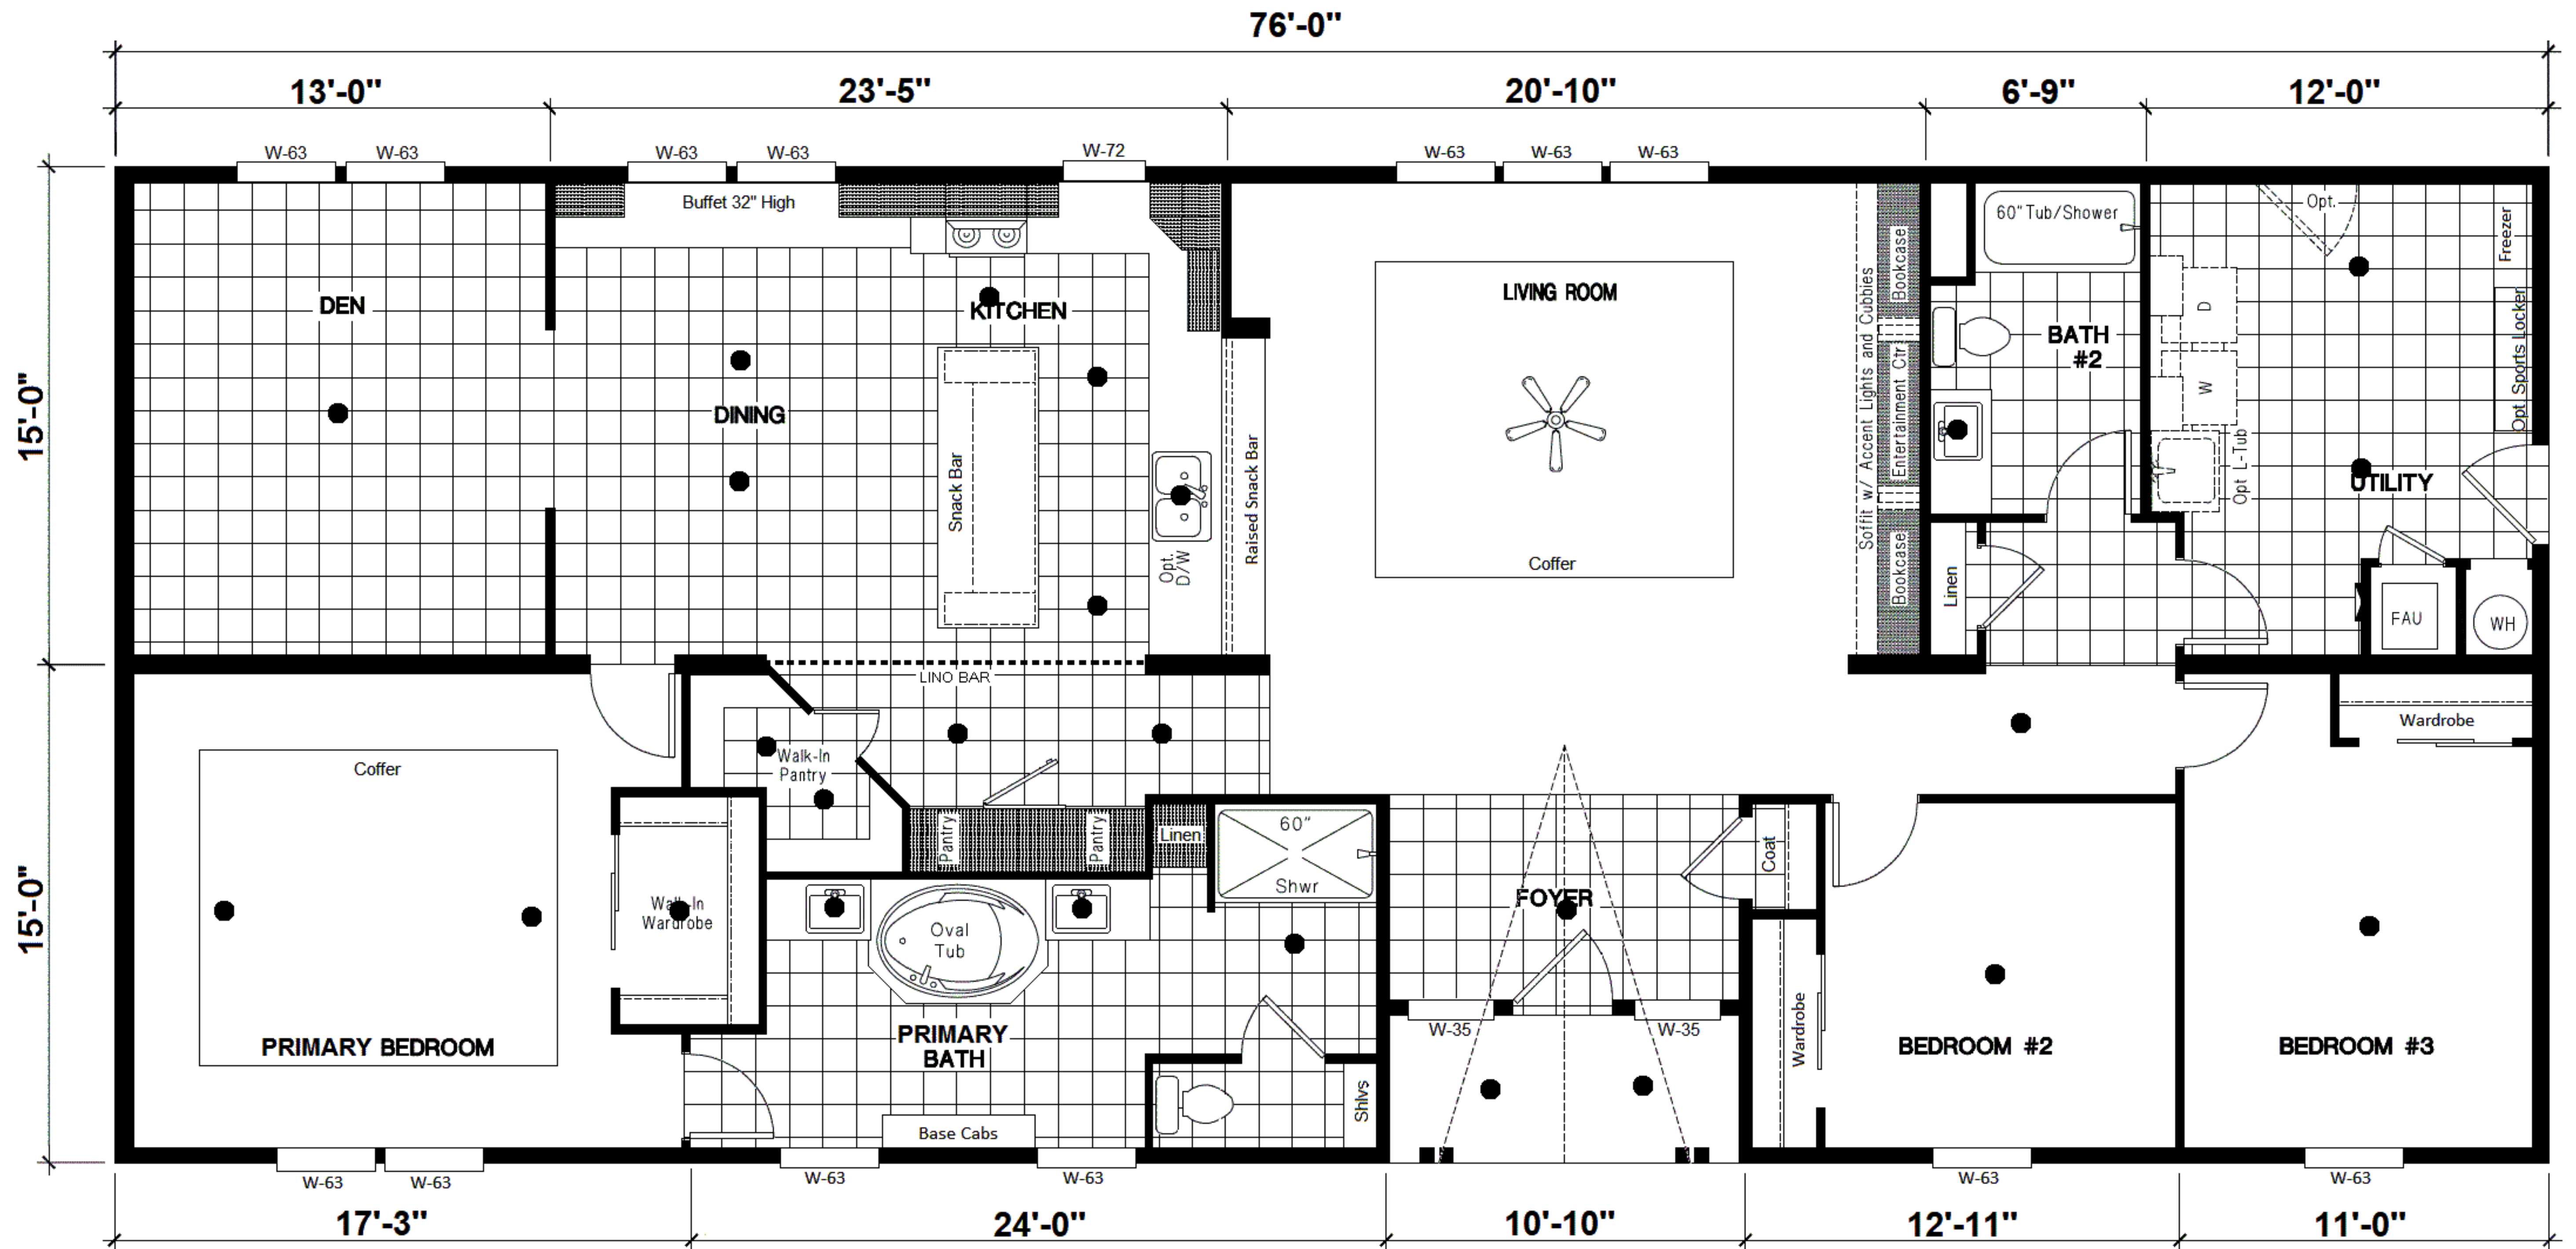 76'-0"
13'-0" 23'-5" 20'-10" 6'-9" 12'-0"
W-63 W-63 W-63 W-63 W-72 W-63 W-63 W-63
15'-0"
15'-0"
DEN
Buffet 32" High
KITCHEN
DINING
Snack Bar
Opt.
D/W
Raised Snack Bar
LIVING ROOM
Coffer
Soffit w/ Accent Lights and Cubbies
Bookcase
Entertainment Ctr
Bookcase
60" Tub/Shower
BATH
#2
Linen
Opt.
Freezer
D
W
Opt L-Tub
Opt Sports Locker
UTILITY
FAU
WH
LINO BAR
Coffer
PRIMARY BEDROOM
Walk-In
Wardrobe
Walk-In
Pantry
Pantry
Pantry
Linen
60"
Shwr
Oval
Tub
PRIMARY
BATH
Base Cabs
Shlvs
FOYER
Coat
W-35 W-35
Wardrobe
BEDROOM #2
Wardrobe
BEDROOM #3
W-63 W-63 W-63 W-63 W-63 W-63
17'-3" 24'-0" 10'-10" 12'-11" 11'-0"